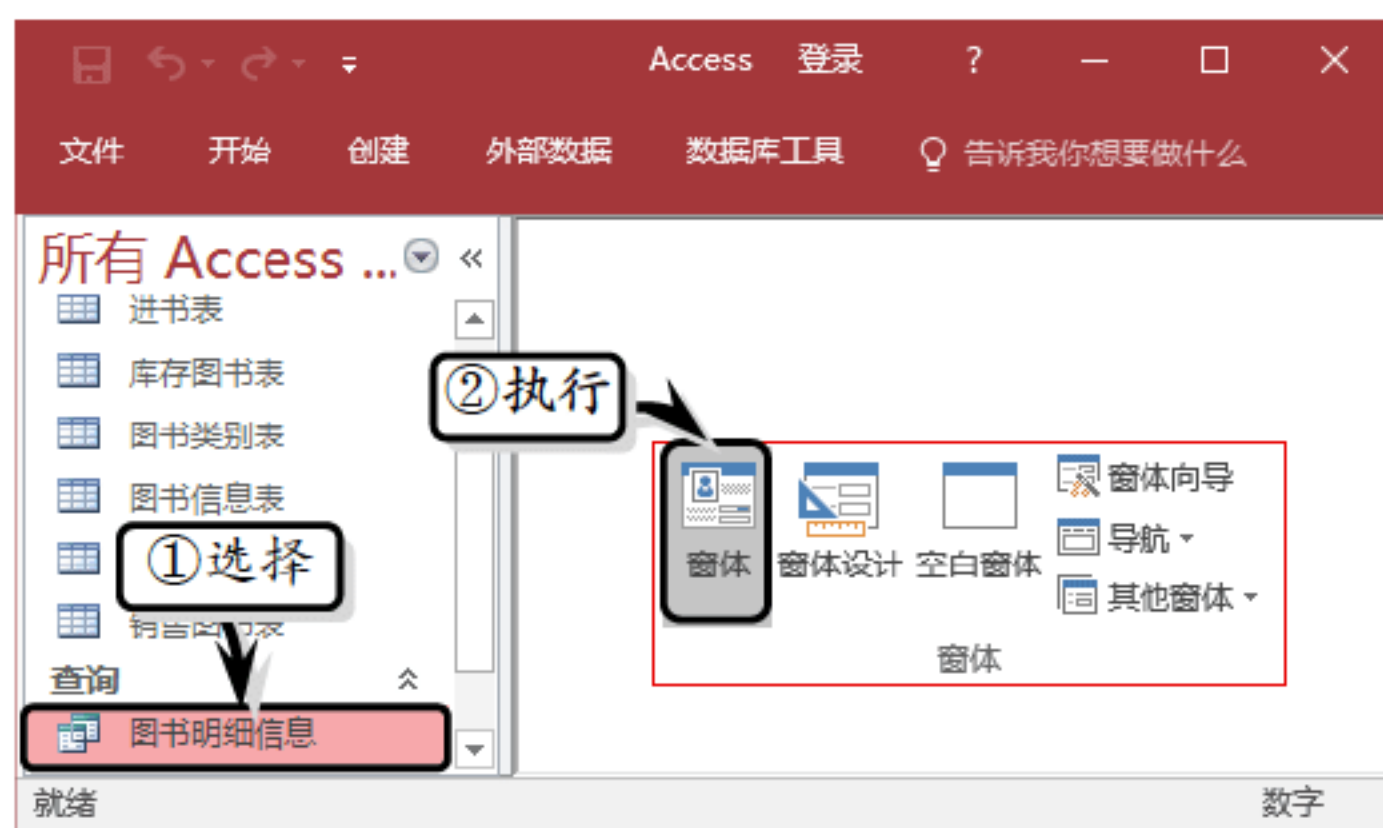 Access 登录 ?
文件 开始 创建 外部数据 数据库工具 告诉我你想要做什么
所有 Access ... «
进书表
库存图书表
②执行
图书类别表
图书信息表
①选择
窗体 窗体设计 空白窗体
窗体向导
导航
其他窗体
窗体
查询
图书明细信息
就绪 数字